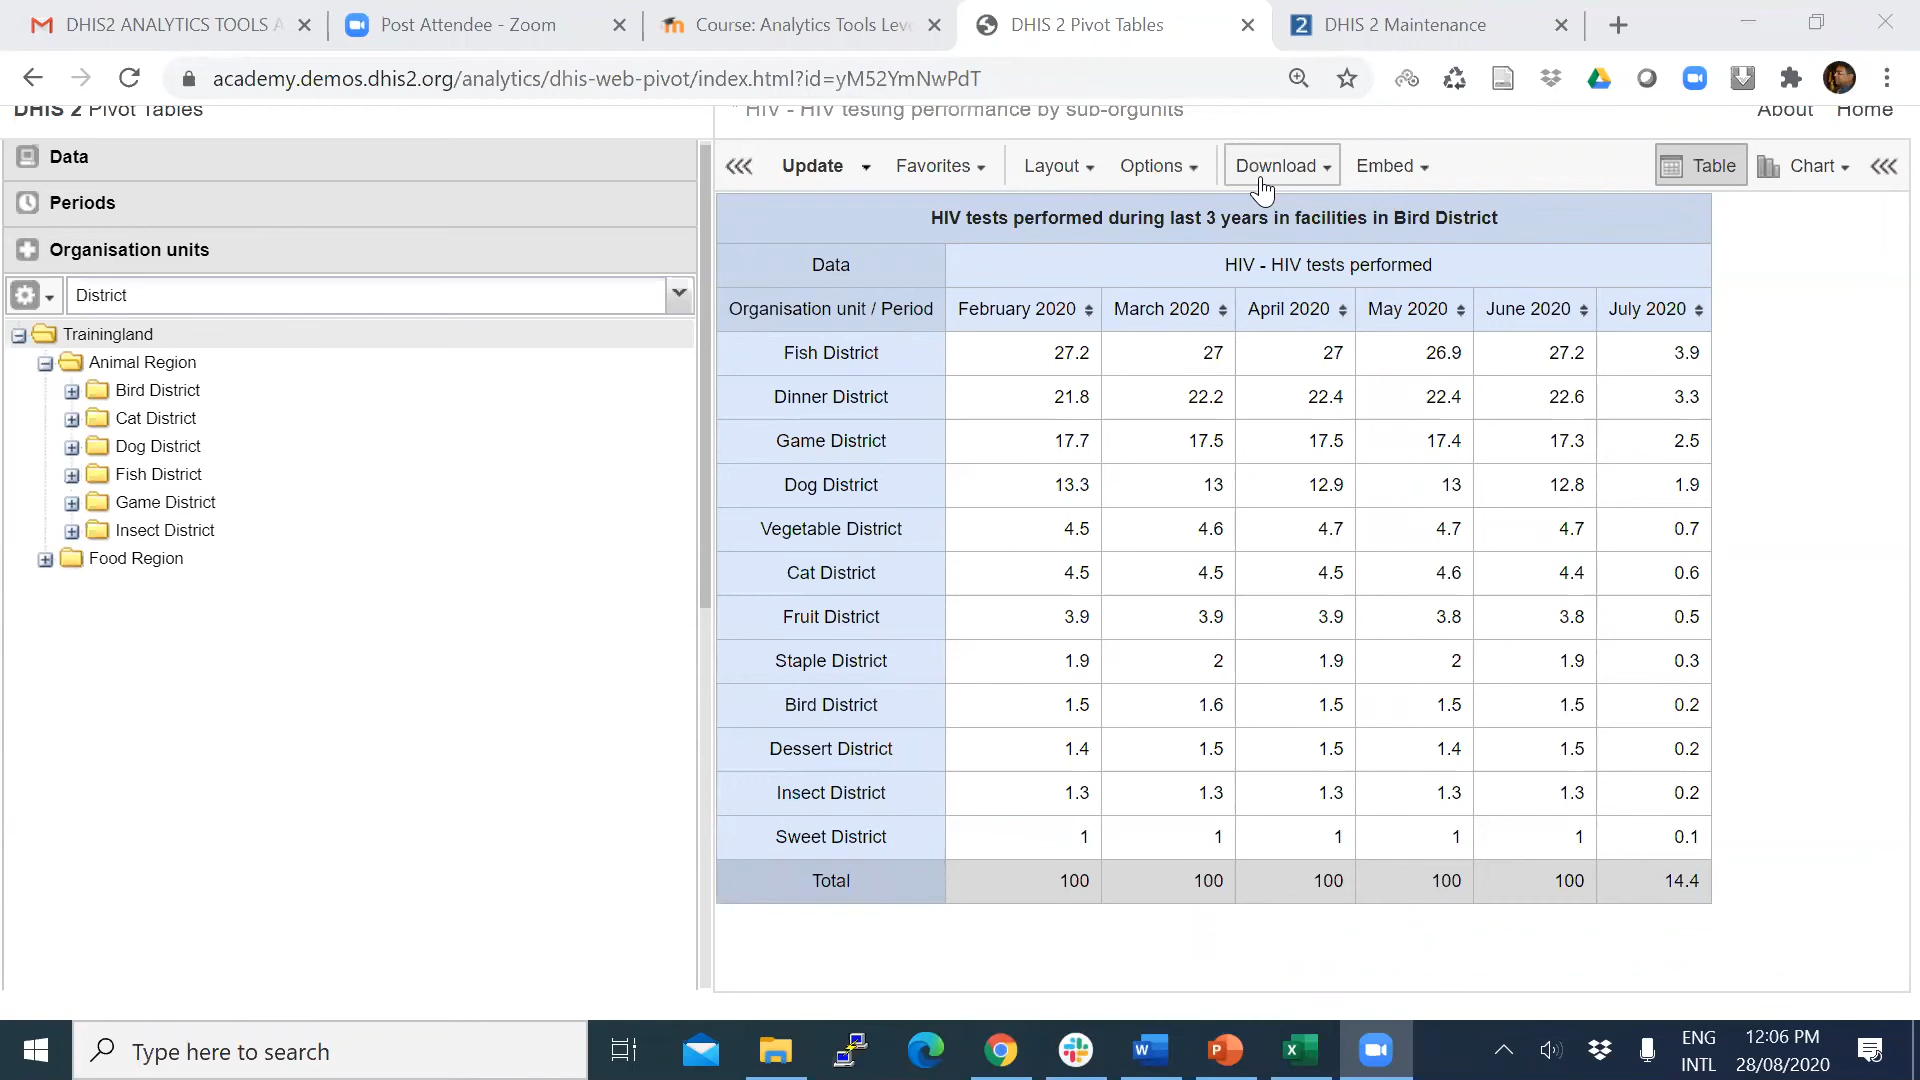 DHIS2 ANALYTICS TOOLS A
Post Attendee - Zoom
Course: Analytics Tools Leve
DHIS 2 Pivot Tables
DHIS 2 Maintenance
academy.demos.dhis2.org/analytics/dhis-web-pivot/index.html?id=yM52YmNwPdT
DHIS 2 Pivot Tables
* HIV - HIV testing performance by sub-orgunits
About Home
Data
Periods
Organisation units
District
Trainingland
Animal Region
Bird District
Cat District
Dog District
Fish District
Game District
Insect District
Food Region
Update Favorites Layout Options Download Embed Table Chart
HIV tests performed during last 3 years in facilities in Bird District
Data HIV - HIV tests performed
Organisation unit / Period February 2020 March 2020 April 2020 May 2020 June 2020 July 2020
Fish District 27.2 27 27 26.9 27.2 3.9
Dinner District 21.8 22.2 22.4 22.4 22.6 3.3
Game District 17.7 17.5 17.5 17.4 17.3 2.5
Dog District 13.3 13 12.9 13 12.8 1.9
Vegetable District 4.5 4.6 4.7 4.7 4.7 0.7
Cat District 4.5 4.5 4.5 4.6 4.4 0.6
Fruit District 3.9 3.9 3.9 3.8 3.8 0.5
Staple District 1.9 2 1.9 2 1.9 0.3
Bird District 1.5 1.6 1.5 1.5 1.5 0.2
Dessert District 1.4 1.5 1.5 1.4 1.5 0.2
Insect District 1.3 1.3 1.3 1.3 1.3 0.2
Sweet District 1 1 1 1 1 0.1
Total 100 100 100 100 100 14.4
Type here to search
ENG
INTL
12:06 PM
28/08/2020